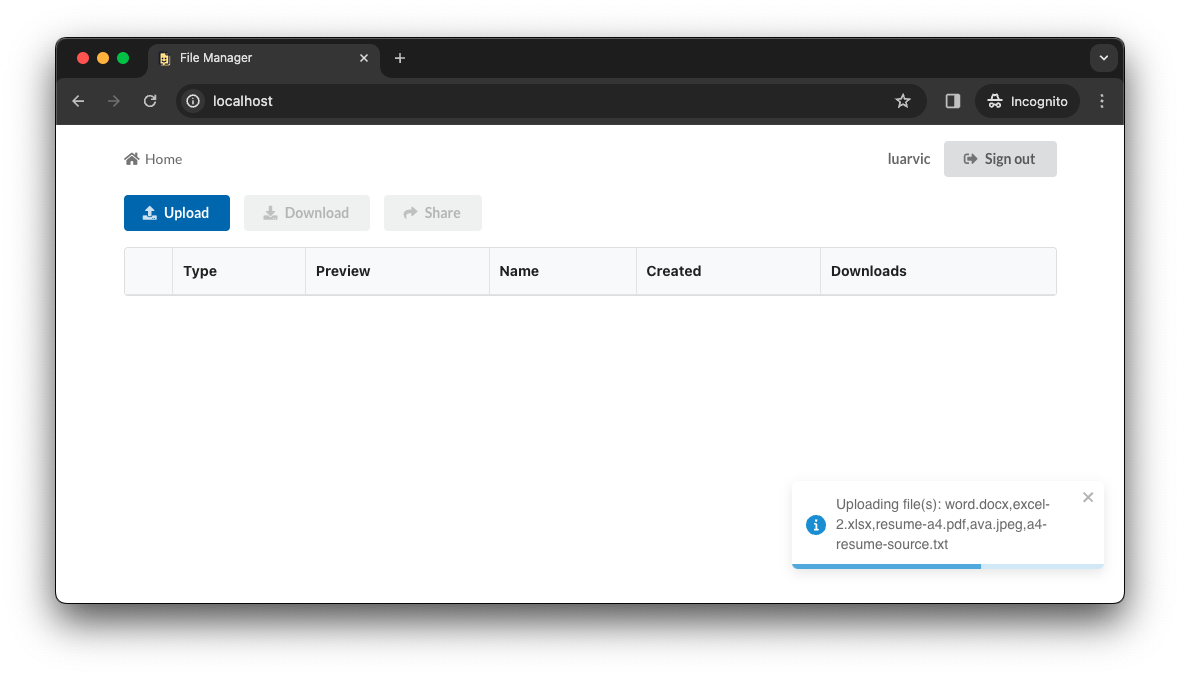 File Manager
localhost
Incognito
Home
luarvic
Sign out
Upload
Download
Share
Type
Preview
Name
Created
Downloads
Uploading file(s): word.docx,excel-
2.xlsx,resume-a4.pdf,ava.jpeg,a4-
resume-source.txt